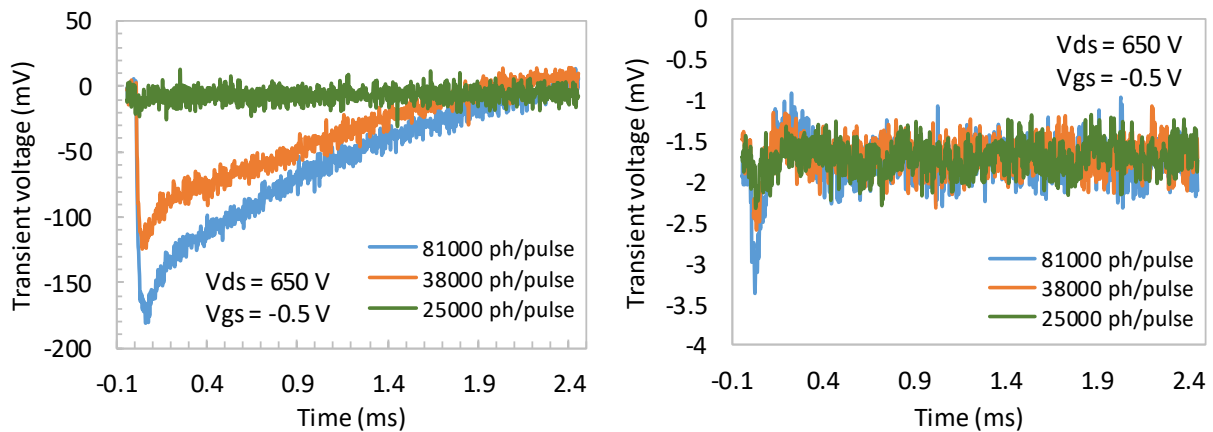 Transient voltage (mV)
50
0
-50
-100
-150
-200
Vds = 650 V
Vgs = -0.5 V
81000 ph/pulse
38000 ph/pulse
25000 ph/pulse
-0.1 0.4 0.9 1.4 1.9 2.4
Time (ms)
Transient voltage (mV)
0
-0.5
-1
-1.5
-2
-2.5
-3
-3.5
-4
Vds = 650 V
Vgs = -0.5 V
81000 ph/pulse
38000 ph/pulse
25000 ph/pulse
-0.1 0.4 0.9 1.4 1.9 2.4
Time (ms)